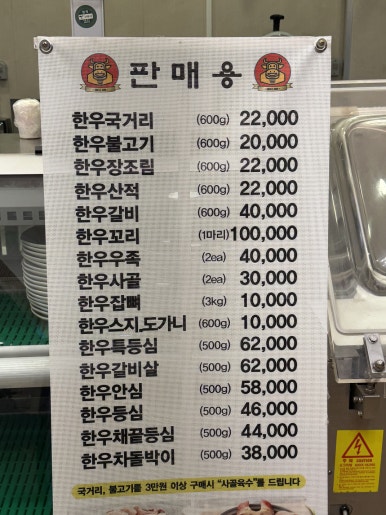 판매용
한우국거리 (600g) 22,000
한우불고기 (600g) 20,000
한우장조림 (600g) 22,000
한우산적 (600g) 22,000
한우갈비 (600g) 40,000
한우꼬리 (1마리) 100,000
한우우족 (2ea) 40,000
한우사골 (2ea) 30,000
한우잡뼈 (3kg) 10,000
한우스지,도가니 (600g) 10,000
한우특등심 (500g) 62,000
한우갈비살 (500g) 62,000
한우안심 (500g) 58,000
한우등심 (500g) 46,000
한우채끝등심 (500g) 44,000
한우차돌박이 (500g) 38,000
국거리, 불고기를 3만원 이상 구매시 "사골육수"를 드립니다